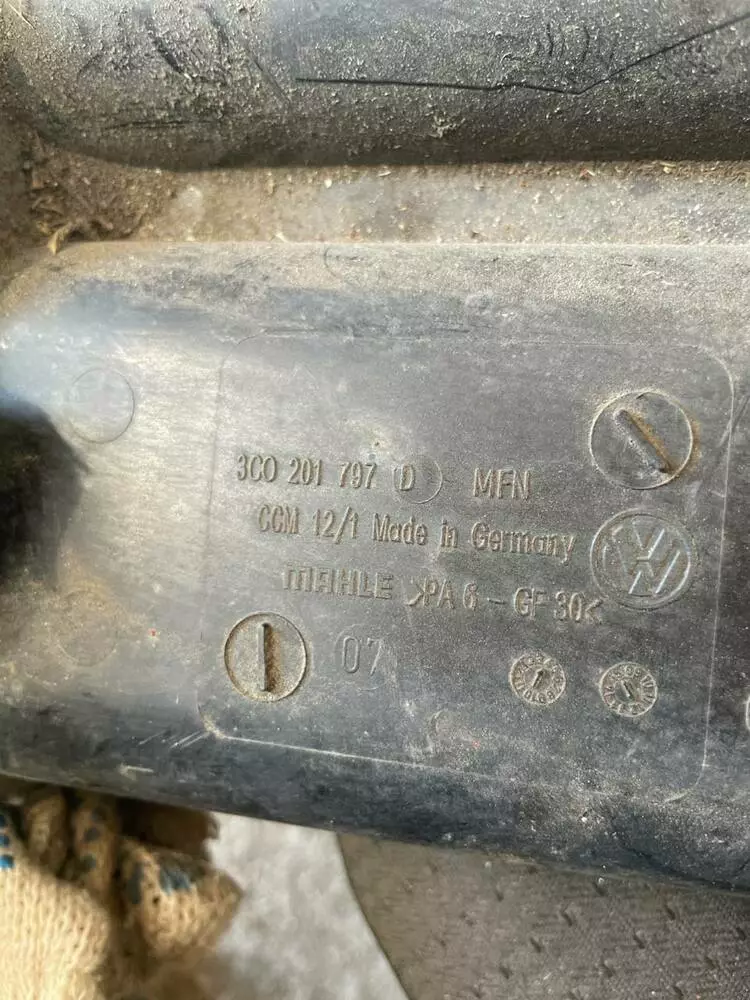 3C0 201 797 D MFN
CCM 12/1 Made in Germany
MAHLE >PA 6 - GF 30<
07